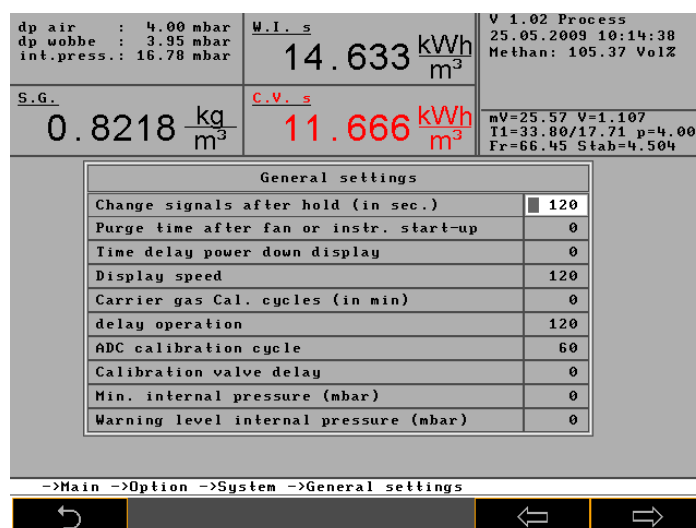 dp air : 4.00 mbar
dp wobbe : 3.95 mbar
int.press.: 16.78 mbar
W.I. s
14.633 kWh/m³
V 1.02 Process
25.05.2009 10:14:38
Methan: 105.37 Vol%
S.G.
0.8218 kg/m³
C.V. s
11.666 kWh/m³
mV=25.57 V=1.107
T1=33.80/17.71 p=4.00
Fr=66.45 Stab=4.504
General settings
Change signals after hold (in sec.) 120
Purge time after fan or instr. start-up 0
Time delay power down display 0
Display speed 120
Carrier gas Cal. cycles (in min) 0
delay operation 120
ADC calibration cycle 60
Calibration valve delay 0
Min. internal pressure (mbar) 0
Warning level internal pressure (mbar) 0
->Main ->Option ->System ->General settings